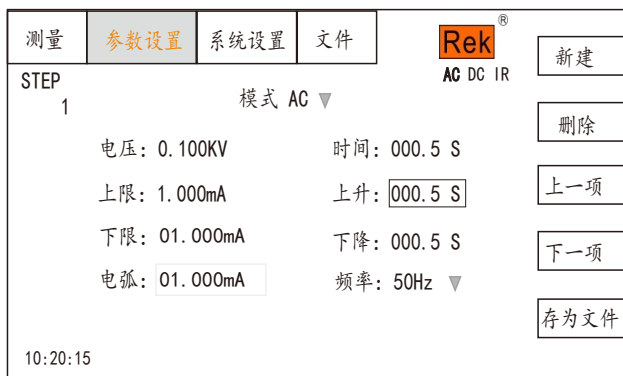 测量 参数设置 系统设置 文件 Rek®
AC DC IR
STEP
1
模式 AC ▼
电压: 0.100KV 时间: 000.5 S
上限: 1.000mA 上升: 000.5 S
下限: 01.000mA 下降: 000.5 S
电弧: 01.000mA 频率: 50Hz ▼
10:20:15
新建
删除
上一项
下一项
存为文件